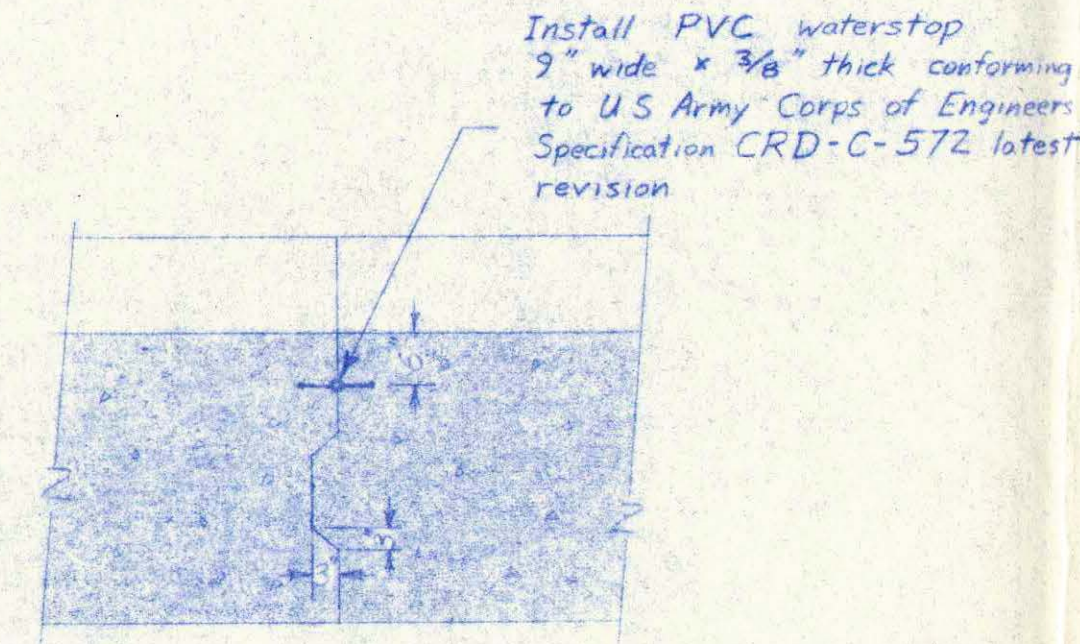 Install PVC waterstop
9" wide x 3/8" thick conforming
to US Army Corps of Engineers
Specification CRD-C-572 latest
revision
6"
3"
3"